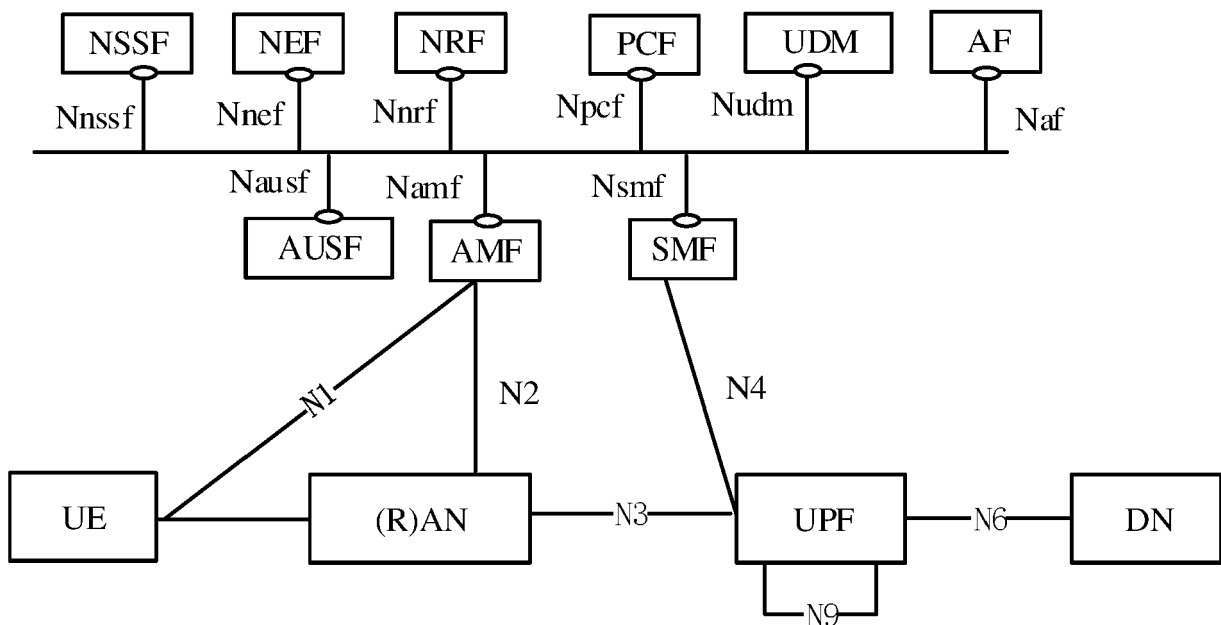 NSSF NEF NRF PCF UDM AF
Nnssf Nnef Nnrf Npcf Nudm Naf
Nausf Namf Nsmf
AUSF AMF SMF
N1 N2 N4
UE (R)AN N3 UPF N6 DN
N9